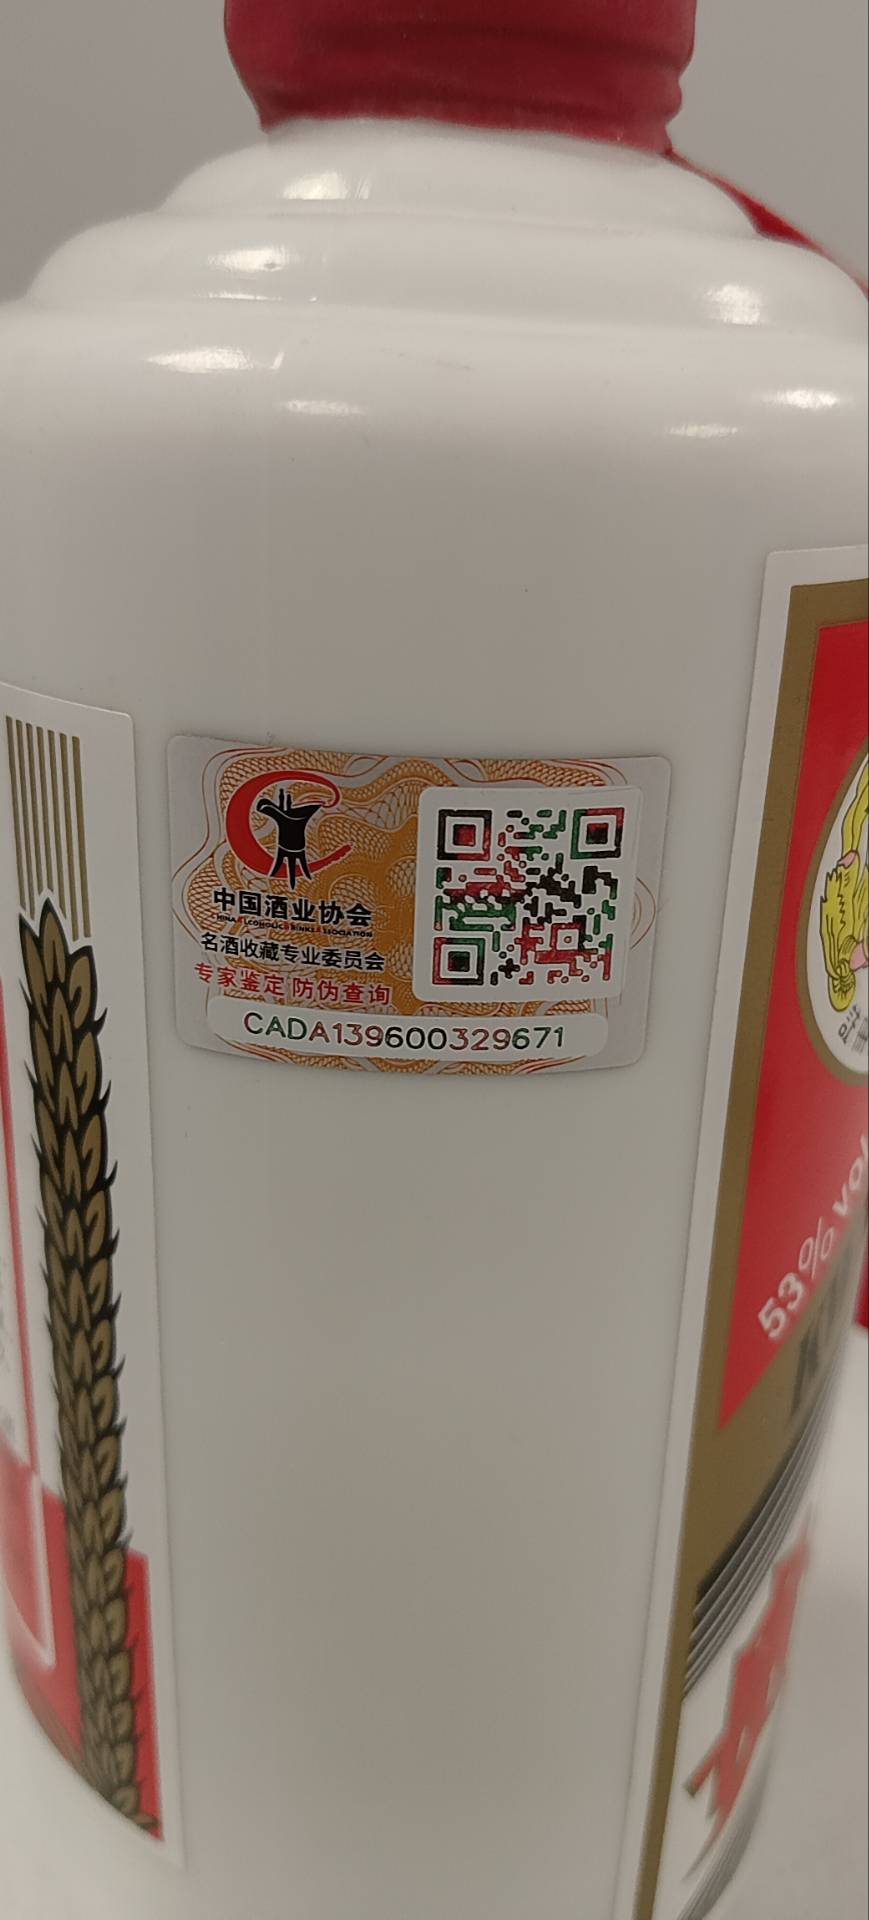 中国酒业协会
名酒收藏专业委员会
专家鉴定 防伪查询
CADA139600329671
53% vol